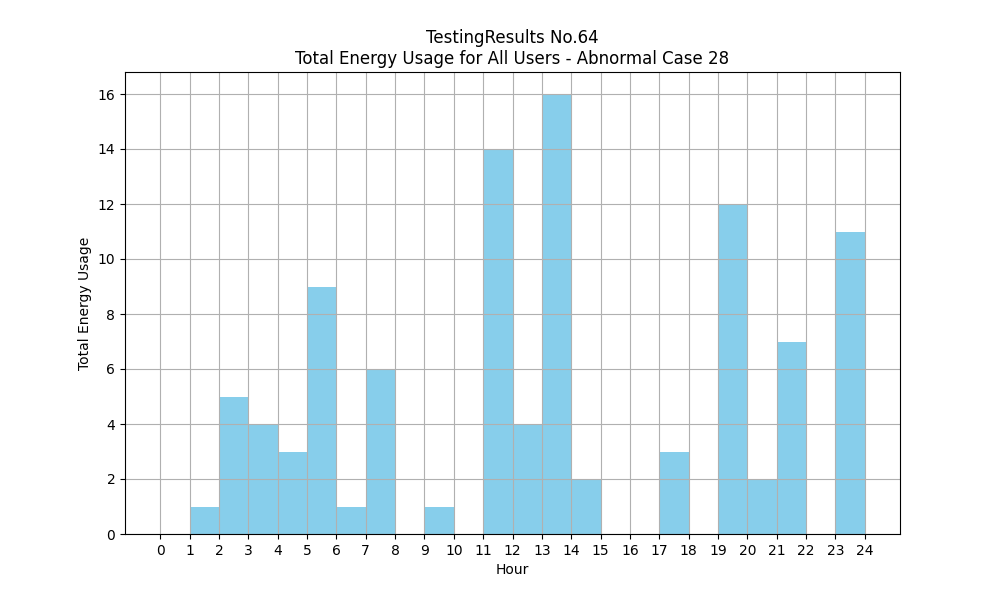 TestingResults No.64
Total Energy Usage for All Users - Abnormal Case 28
Total Energy Usage
16
14
12
10
8
6
4
2
0
0 1 2 3 4 5 6 7 8 9 10 11 12 13 14 15 16 17 18 19 20 21 22 23 24
Hour